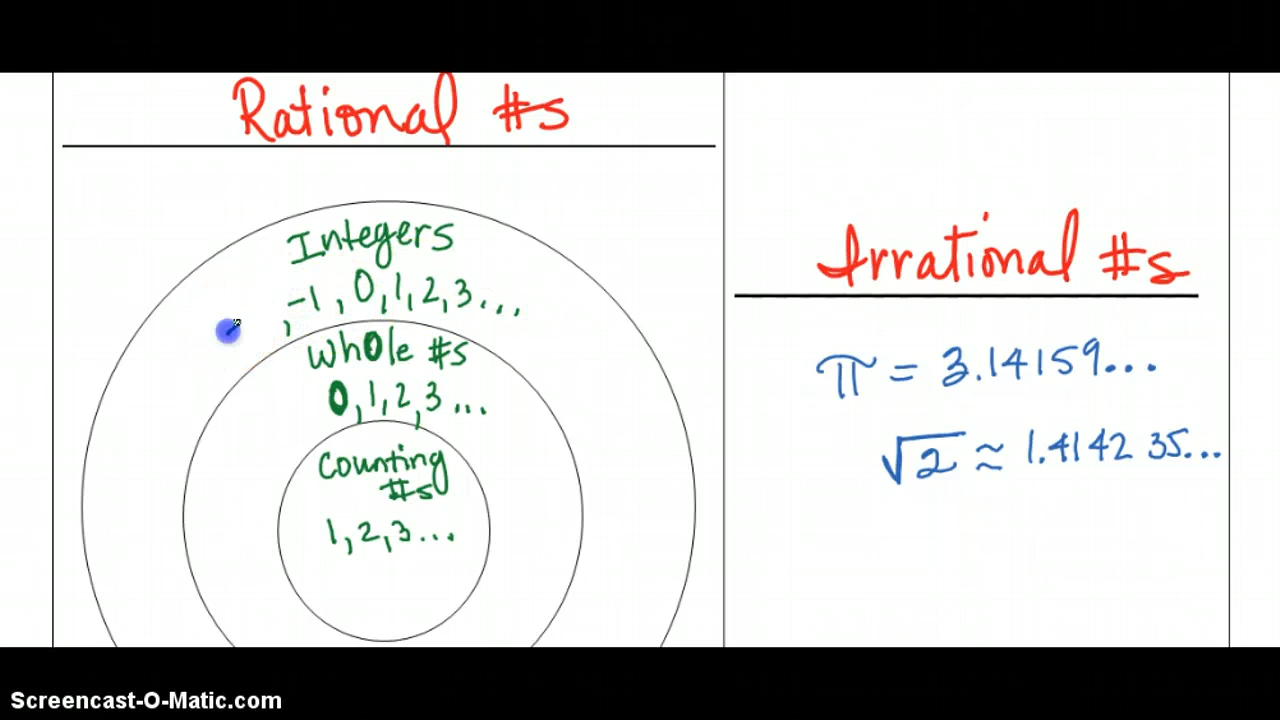 Rational #s
Integers
, -1, 0, 1, 2, 3...
Whole #s
0, 1, 2, 3...
Counting
#s
1, 2, 3...
Irrational #s
π = 3.14159...
√2 ≈ 1.414235...
Screencast-O-Matic.com